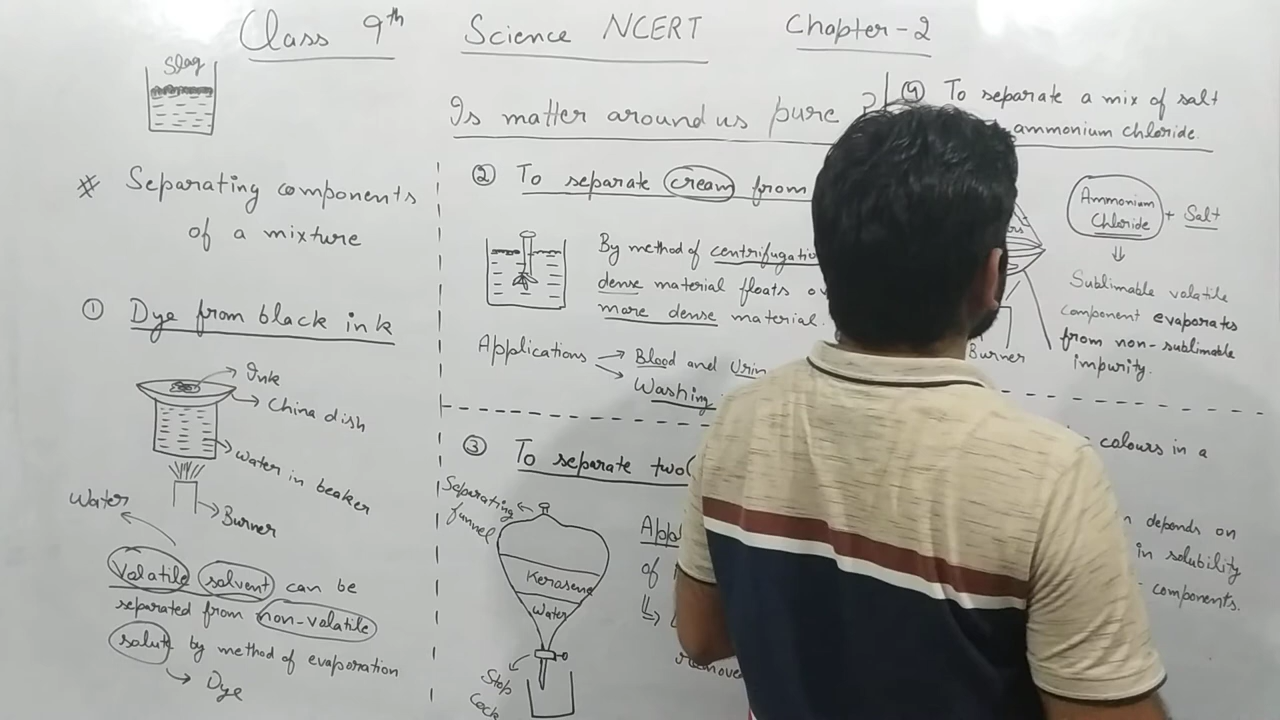 Class 9th Science NCERT Chapter-2
Slag
Is matter around us pure ?
* Separating components
of a mixture
① Dye from black ink
Ink
China dish
Water in beaker
Burner
Water
Volatile solvent can be
separated from non-volatile
solute by method of evaporation
Dye
② To separate cream from
By method of
dense material floats
more dense material.
Applications → Blood and
→ Washing
③ To separate two
Separating
funnel
Kerasene
Water
Stop
Cock
of
④ To separate a mix of salt
ammonium chloride.
Ammonium
Chloride + Salt
⇓
Sublimable volatile
component evaporates
from non-sublimable
impurity.
Burner
colours in a
depends on
in solubility
components.